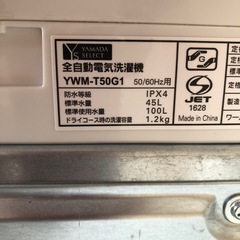 YS
YAMADA
SELECT
全自動電気洗濯機
YWM-T50G1 50/60Hz用
防水等級 IPX4
標準水量 45L
標準使用水量 100L
ドライコース時の洗濯容量 1.2kg
G
S
JET
1628
定格
定格
製造
ワー